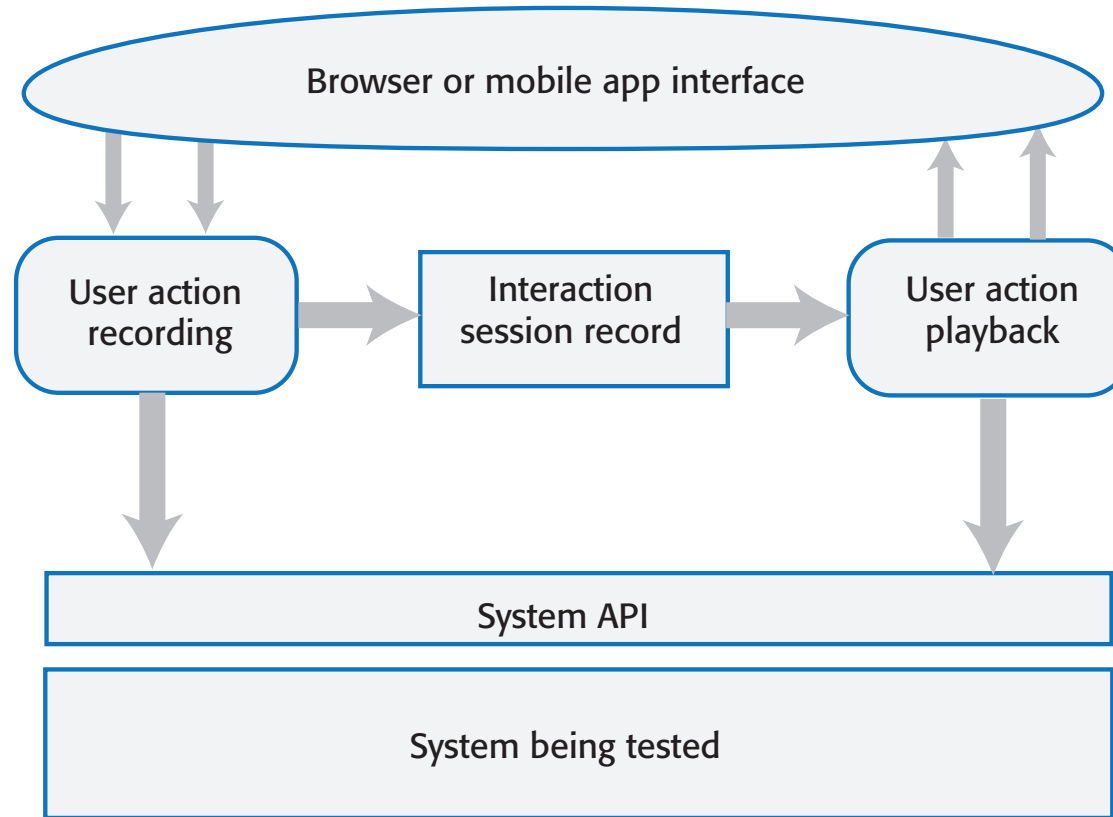 Browser or mobile app interface
User action
recording
Interaction
session record
User action
playback
System API
System being tested